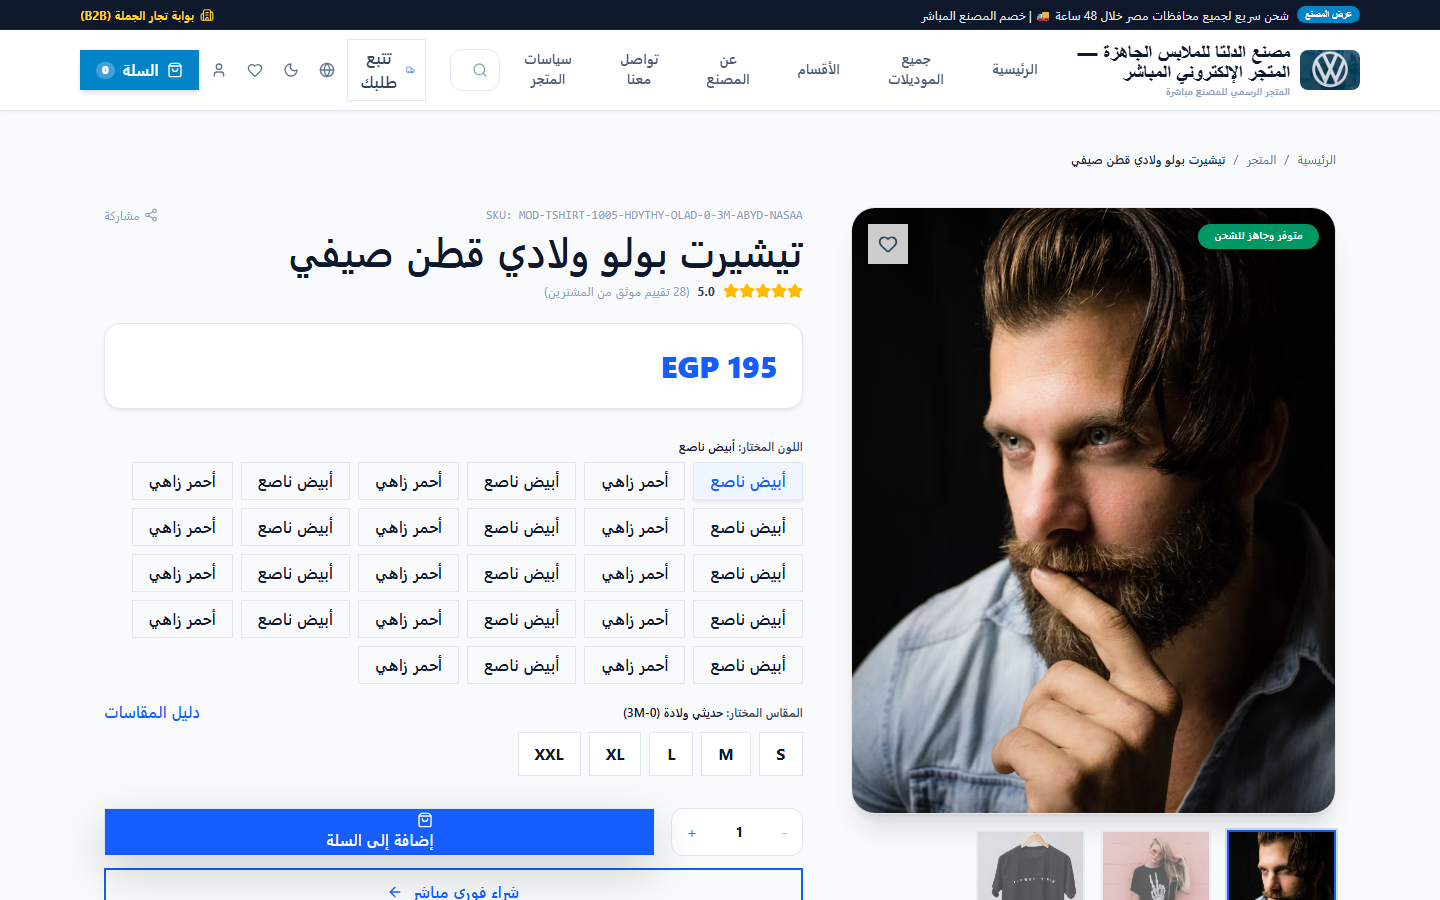 عرض المصنع
شحن سريع لجميع محافظات مصر خلال 48 ساعة 🚚 | خصم المصنع المباشر
بوابة تجار الجملة (B2B)
مصنع الدلتا للملابس الجاهزة —
المتجر الإلكتروني المباشر
المتجر الرسمي للمصنع مباشرة
الرئيسية
جميع
الموديلات
الأقسام
عن
المصنع
تواصل
معنا
سياسات
المتجر
تتبع
طلبك
السلة
0
الرئيسية / المتجر / تيشيرت بولو ولادي قطن صيفي
متوفر وجاهز للشحن
SKU: MOD-TSHIRT-1005-HDYTHY-OLAD-0-3M-ABYD-NASAA
مشاركة
تيشيرت بولو ولادي قطن صيفي
5.0 (28 تقييم موثق من المشترين)
EGP 195
اللون المختار: أبيض ناصع
أبيض ناصع أحمر زاهي أبيض ناصع أحمر زاهي أبيض ناصع أحمر زاهي
أبيض ناصع أحمر زاهي أبيض ناصع أحمر زاهي أبيض ناصع أحمر زاهي
أبيض ناصع أحمر زاهي أبيض ناصع أحمر زاهي أبيض ناصع أحمر زاهي
أبيض ناصع أحمر زاهي أبيض ناصع أحمر زاهي أبيض ناصع أحمر زاهي
أبيض ناصع أحمر زاهي أبيض ناصع أحمر زاهي
المقاس المختار: حديثي ولادة (0-3M)
دليل المقاسات
S M L XL XXL
- 1 +
إضافة إلى السلة
شراء فوري مباشر